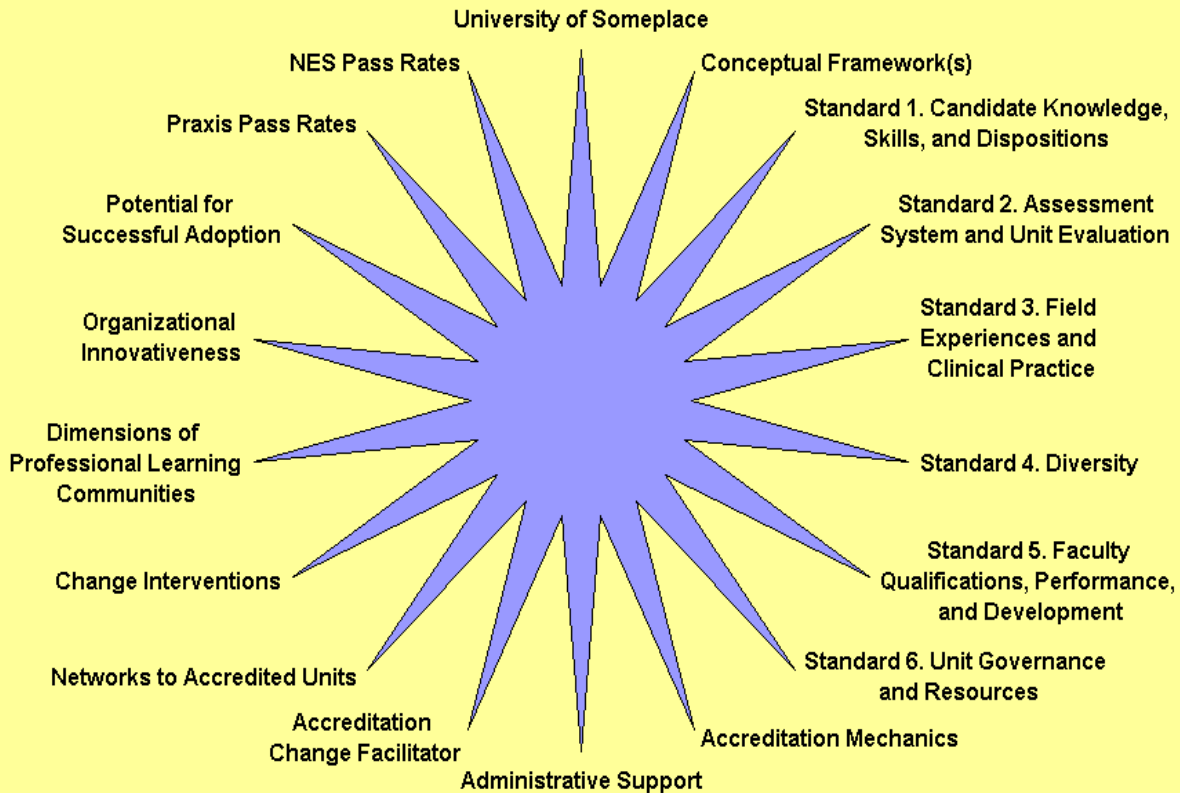 University of Someplace
Conceptual Framework(s)
Standard 1. Candidate Knowledge,
Skills, and Dispositions
Standard 2. Assessment
System and Unit Evaluation
Standard 3. Field
Experiences and
Clinical Practice
Standard 4. Diversity
Standard 5. Faculty
Qualifications, Performance,
and Development
Standard 6. Unit Governance
and Resources
Accreditation Mechanics
Administrative Support
Accreditation
Change Facilitator
Networks to Accredited Units
Change Interventions
Dimensions of
Professional Learning
Communities
Organizational
Innovativeness
Potential for
Successful Adoption
Praxis Pass Rates
NES Pass Rates